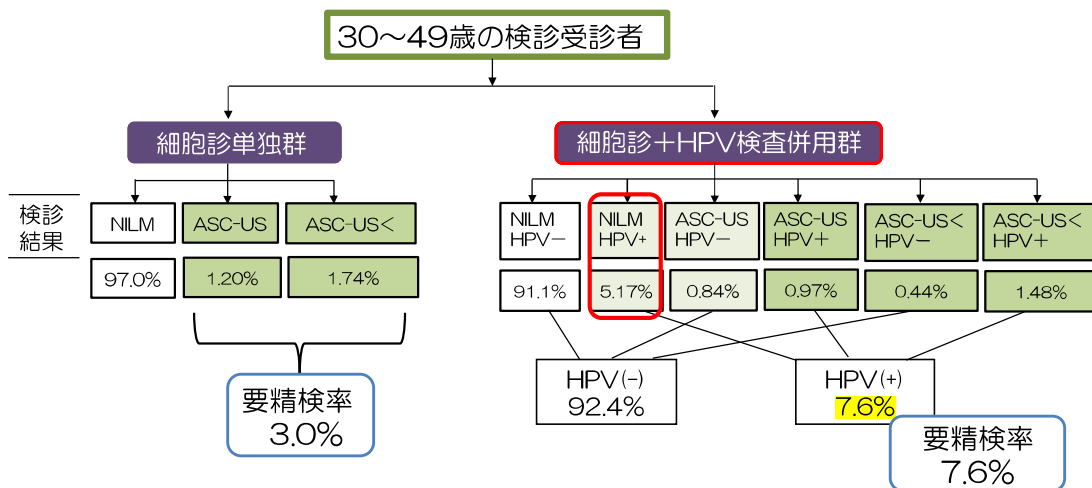 30～49歳の検診受診者
細胞診単独群
細胞診＋HPV検査併用群
検診
結果
NILM
ASC-US
ASC-US<
NILM
HPV－
NILM
HPV+
ASC-US
HPV－
ASC-US
HPV＋
ASC-US<
HPV－
ASC-US<
HPV＋
97.0%
1.20%
1.74%
91.1%
5.17%
0.84%
0.97%
0.44%
1.48%
要精検率
3.0%
HPV(-)
92.4%
HPV(+)
7.6%
要精検率
7.6%